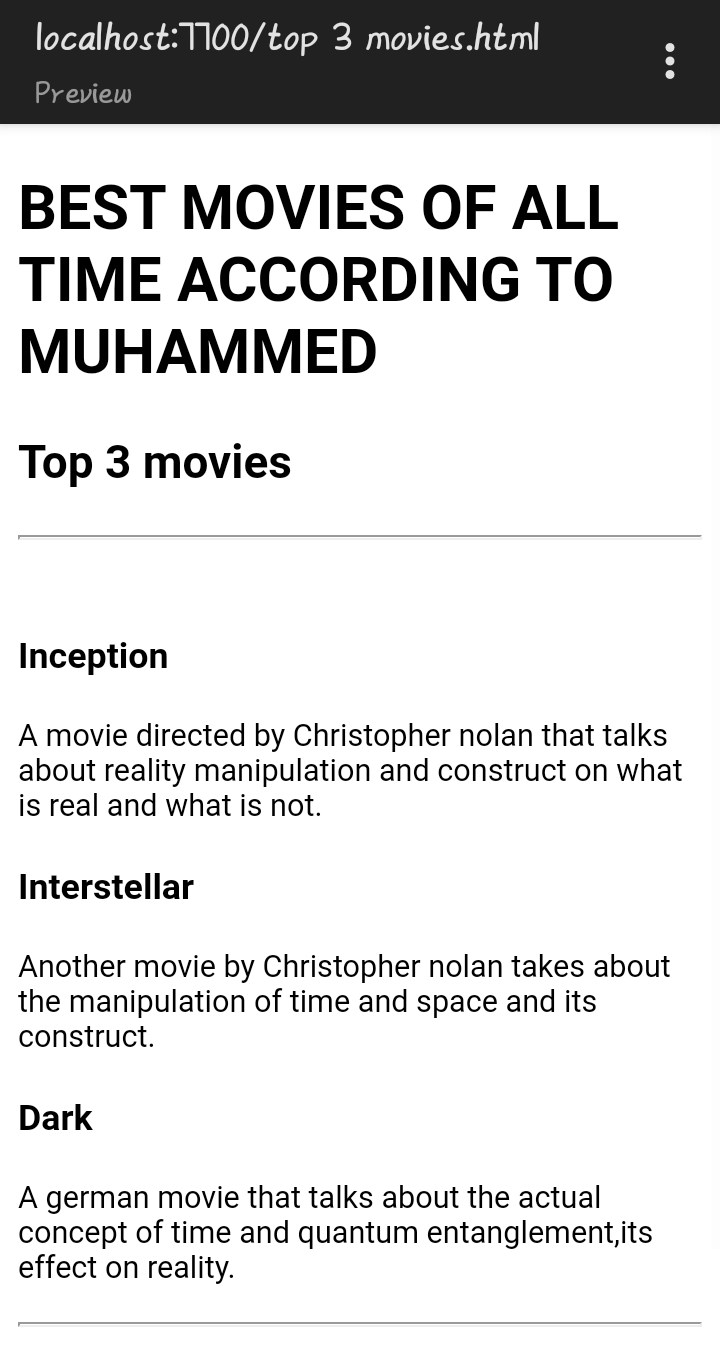 localhost:7700/top 3 movies.html
Preview
BEST MOVIES OF ALL
TIME ACCORDING TO
MUHAMMED
Top 3 movies
Inception
A movie directed by Christopher nolan that talks
about reality manipulation and construct on what
is real and what is not.
Interstellar
Another movie by Christopher nolan takes about
the manipulation of time and space and its
construct.
Dark
A german movie that talks about the actual
concept of time and quantum entanglement,its
effect on reality.